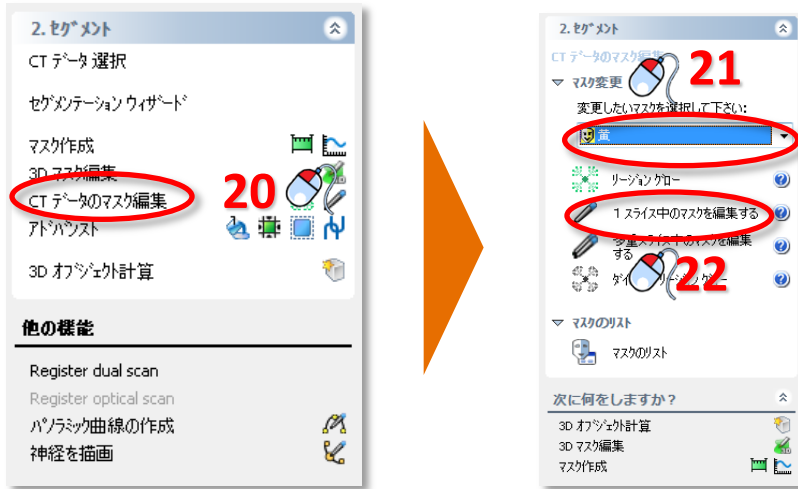 2. セグメント
CT データ 選択
セグメンテーション ウィザード
マスク作成
3D マスク編集
20
CT データのマスク編集
アドバンスト
3D オブジェクト計算
他の機能
Register dual scan
Register optical scan
パノラミック曲線の作成
神経を描画
2. セグメント
CT データのマスク編集
21
マスク変更
変更したいマスクを選択して下さい:
黄
リージョン グロー
1 スライス中のマスクを編集する
多重スライス中のマスクを編集
する
22
マスクのリスト
マスクのリスト
次に何をしますか?
3D オブジェクト計算
3D マスク編集
マスク作成